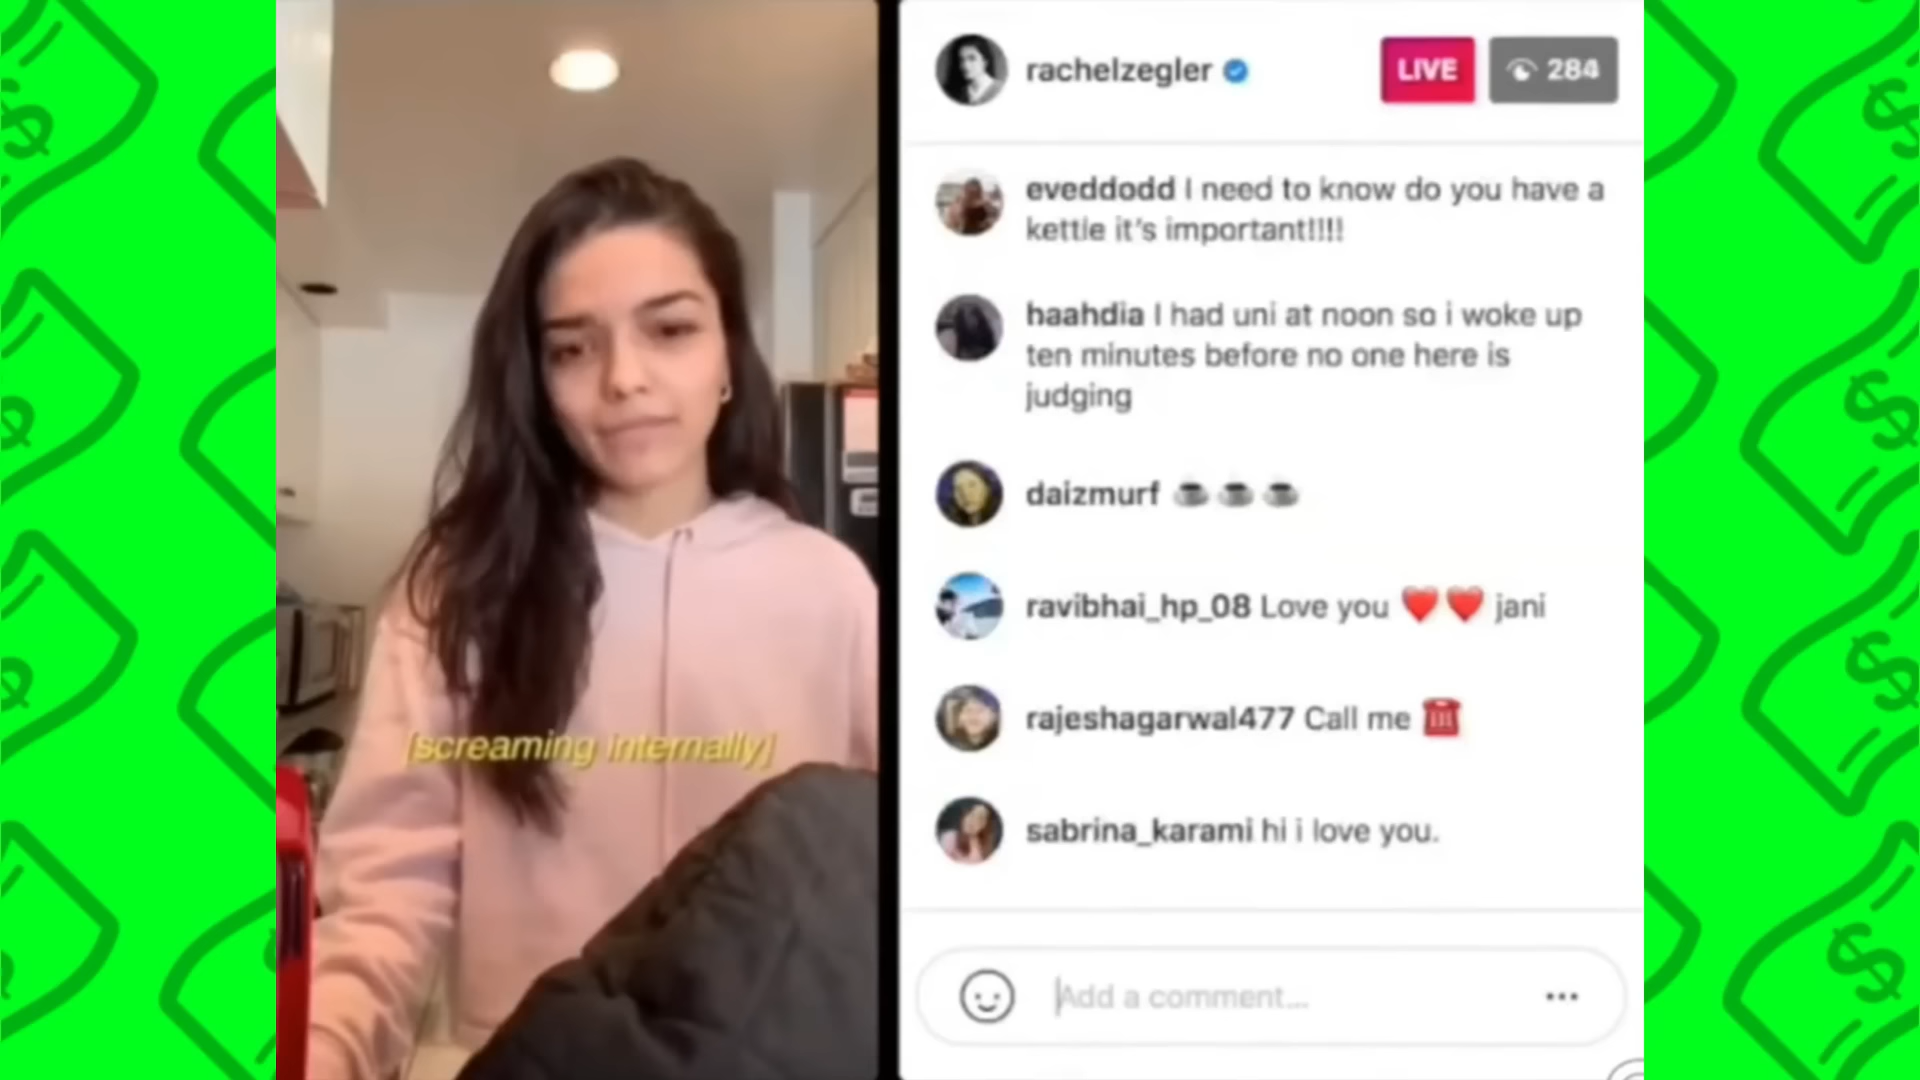 [screaming internally]
rachelzegler
LIVE
284
eveddodd I need to know do you have a
kettle it's important!!!!
haahdia I had uni at noon so i woke up
ten minutes before no one here is
judging
daizmurf ☕☕☕
ravibhai_hp_08 Love you ❤️❤️ jani
rajeshagarwal477 Call me ☎️
sabrina_karami hi i love you.
Add a comment...